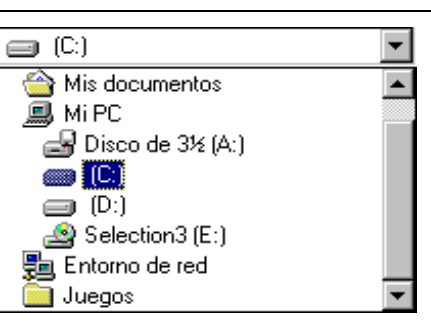 (C:)
Mis documentos
Mi PC
Disco de 3½ (A:)
(C:)
(D:)
Selection3 (E:)
Entorno de red
Juegos